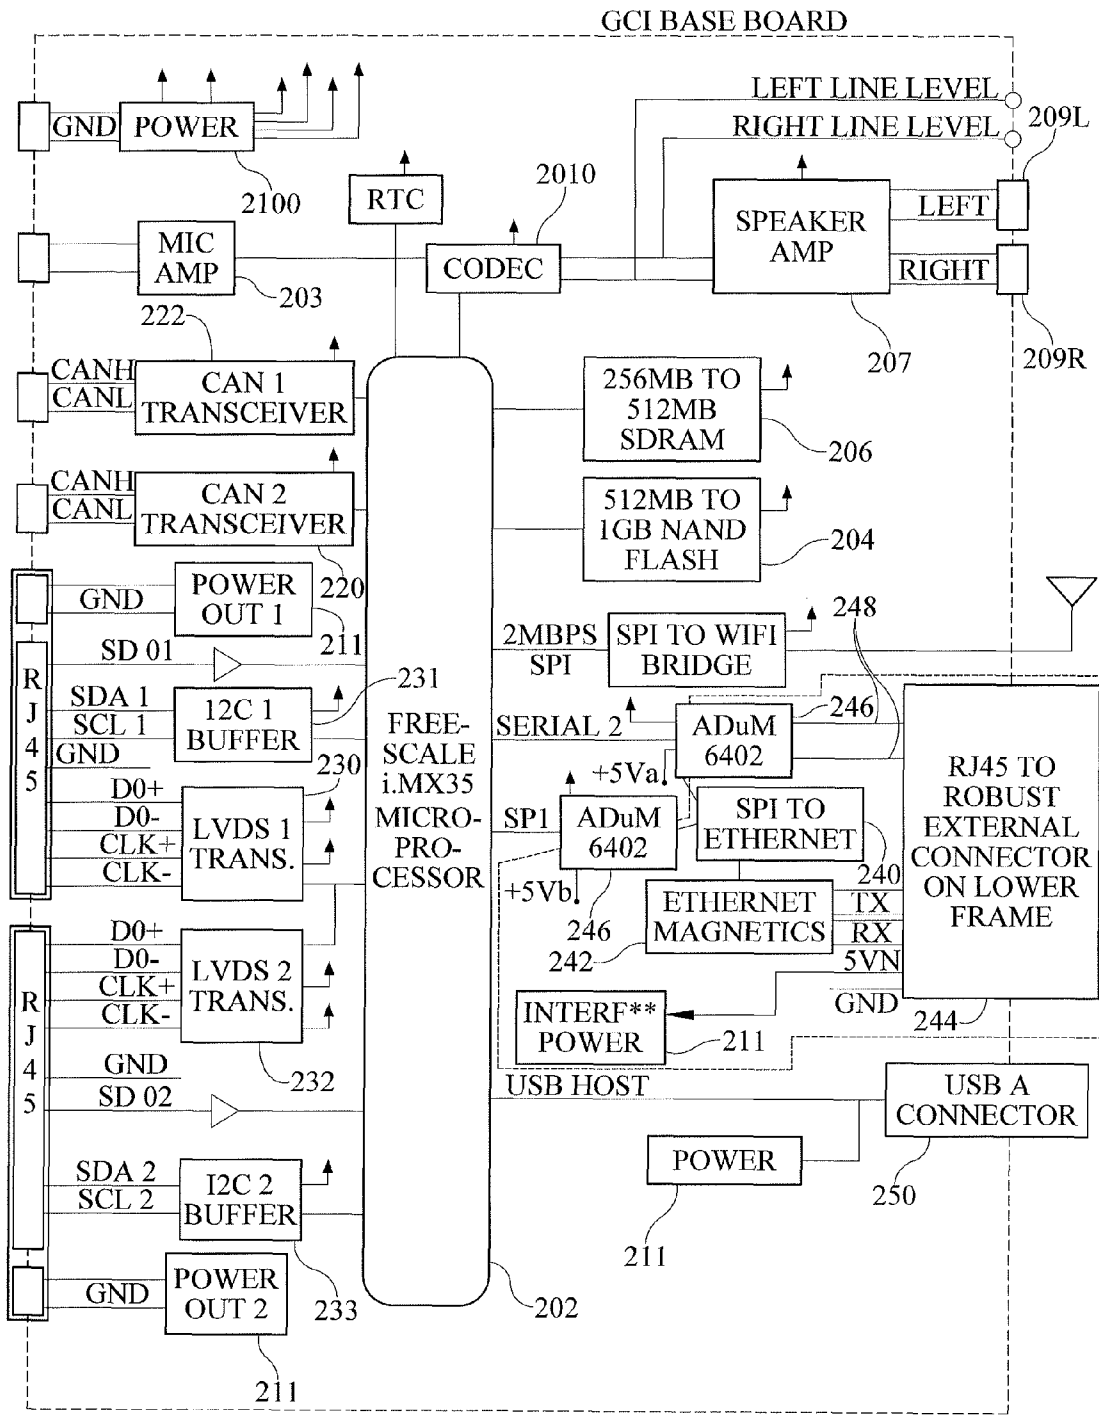 GCI BASE BOARD
LEFT LINE LEVEL
RIGHT LINE LEVEL
209L
GND
POWER
2100
RTC
2010
SPEAKER
AMP
LEFT
RIGHT
207
209R
MIC
AMP
203
CODEC
222
CANH
CANL
CAN 1
TRANSCEIVER
256MB TO
512MB
SDRAM
206
CANH
CANL
CAN 2
TRANSCEIVER
220
512MB TO
1GB NAND
FLASH
204
GND
POWER
OUT 1
211
R
J
4
5
SD 01
SDA 1
SCL 1
GND
I2C 1
BUFFER
231
230
D0+
D0-
CLK+
CLK-
LVDS 1
TRANS.
FREE-
SCALE
i.MX35
MICRO-
PRO-
CESSOR
2MBPS
SPI
SPI TO WIFI
BRIDGE
248
SERIAL 2
ADuM
6402
246
+5Va
SP1
ADuM
6402
+5Vb
246
SPI TO
ETHERNET
240
ETHERNET
MAGNETICS
242
TX
RX
5VN
GND
RJ45 TO
ROBUST
EXTERNAL
CONNECTOR
ON LOWER
FRAME
244
INTERF**
POWER
211
R
J
4
5
D0+
D0-
CLK+
CLK-
LVDS 2
TRANS.
232
GND
SD 02
SDA 2
SCL 2
I2C 2
BUFFER
233
GND
POWER
OUT 2
211
202
USB HOST
USB A
CONNECTOR
250
POWER
211